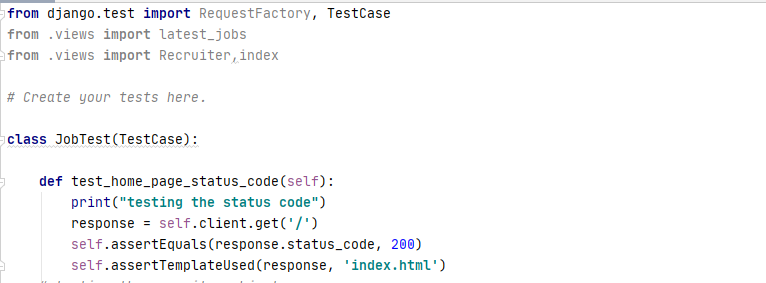 from django.test import RequestFactory, TestCase
from .views import latest_jobs
from .views import Recruiter,index
# Create your tests here.
class JobTest(TestCase):
def test_home_page_status_code(self):
print("testing the status code")
response = self.client.get('/')
self.assertEquals(response.status_code, 200)
self.assertTemplateUsed(response, 'index.html')